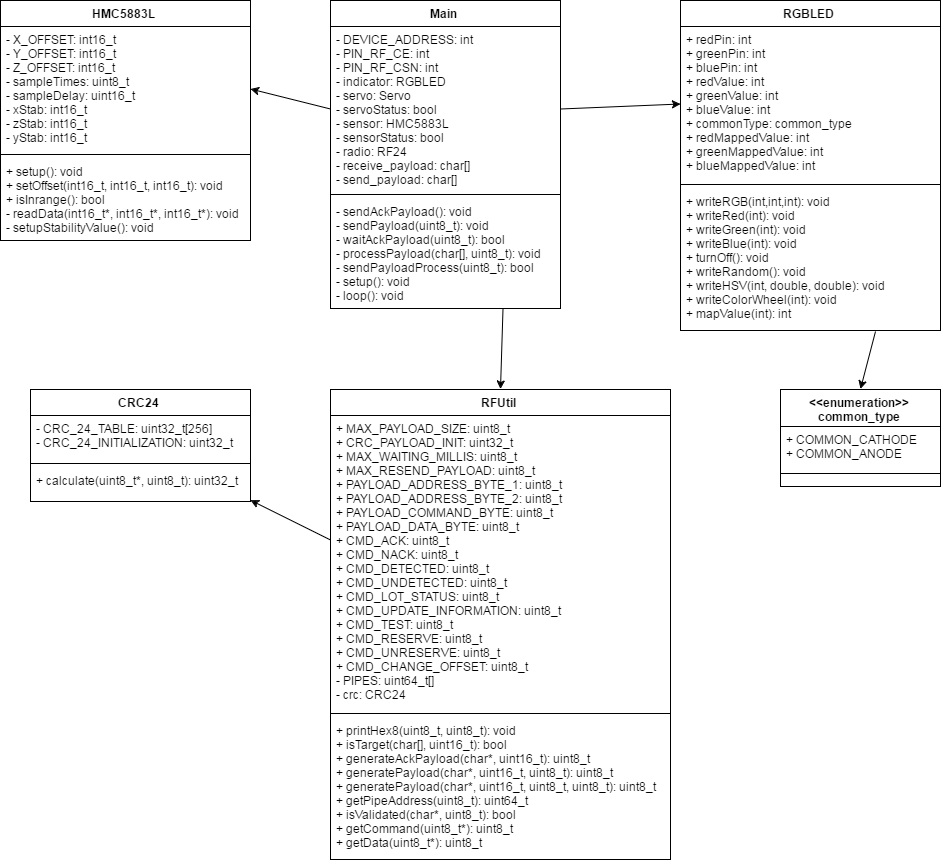 HMC5883L
- X_OFFSET: int16_t
- Y_OFFSET: int16_t
- Z_OFFSET: int16_t
- sampleTimes: uint8_t
- sampleDelay: uint16_t
- xStab: int16_t
- zStab: int16_t
- yStab: int16_t
+ setup(): void
+ setOffset(int16_t, int16_t, int16_t): void
+ isInrange(): bool
- readData(int16_t*, int16_t*, int16_t*): void
- setupStabilityValue(): void
Main
- DEVICE_ADDRESS: int
- PIN_RF_CE: int
- PIN_RF_CSN: int
- indicator: RGBLED
- servo: Servo
- servoStatus: bool
- sensor: HMC5883L
- sensorStatus: bool
- radio: RF24
- receive_payload: char[]
- send_payload: char[]
- sendAckPayload(): void
- sendPayload(uint8_t): void
- waitAckPayload(uint8_t): bool
- processPayload(char[], uint8_t): void
- sendPayloadProcess(uint8_t): bool
- setup(): void
- loop(): void
RGBLED
+ redPin: int
+ greenPin: int
+ bluePin: int
+ redValue: int
+ greenValue: int
+ blueValue: int
+ commonType: common_type
+ redMappedValue: int
+ greenMappedValue: int
+ blueMappedValue: int
+ writeRGB(int,int,int): void
+ writeRed(int): void
+ writeGreen(int): void
+ writeBlue(int): void
+ turnOff(): void
+ writeRandom(): void
+ writeHSV(int, double, double): void
+ writeColorWheel(int): void
+ mapValue(int): int
CRC24
- CRC_24_TABLE: uint32_t[256]
- CRC_24_INITIALIZATION: uint32_t
+ calculate(uint8_t*, uint8_t): uint32_t
RFUtil
+ MAX_PAYLOAD_SIZE: uint8_t
+ CRC_PAYLOAD_INIT: uint32_t
+ MAX_WAITING_MILLIS: uint8_t
+ MAX_RESEND_PAYLOAD: uint8_t
+ PAYLOAD_ADDRESS_BYTE_1: uint8_t
+ PAYLOAD_ADDRESS_BYTE_2: uint8_t
+ PAYLOAD_COMMAND_BYTE: uint8_t
+ PAYLOAD_DATA_BYTE: uint8_t
+ CMD_ACK: uint8_t
+ CMD_NACK: uint8_t
+ CMD_DETECTED: uint8_t
+ CMD_UNDETECTED: uint8_t
+ CMD_LOT_STATUS: uint8_t
+ CMD_UPDATE_INFORMATION: uint8_t
+ CMD_TEST: uint8_t
+ CMD_RESERVE: uint8_t
+ CMD_UNRESERVE: uint8_t
+ CMD_CHANGE_OFFSET: uint8_t
- PIPES: uint64_t[]
- crc: CRC24
+ printHex8(uint8_t, uint8_t): void
+ isTarget(char[], uint16_t): bool
+ generateAckPayload(char*, uint16_t): uint8_t
+ generatePayload(char*, uint16_t, uint8_t): uint8_t
+ generatePayload(char*, uint16_t, uint8_t, uint8_t): uint8_t
+ getPipeAddress(uint8_t): uint64_t
+ isValidated(char*, uint8_t): bool
+ getCommand(uint8_t*): uint8_t
+ getData(uint8_t*): uint8_t
<<enumeration>>
common_type
+ COMMON_CATHODE
+ COMMON_ANODE